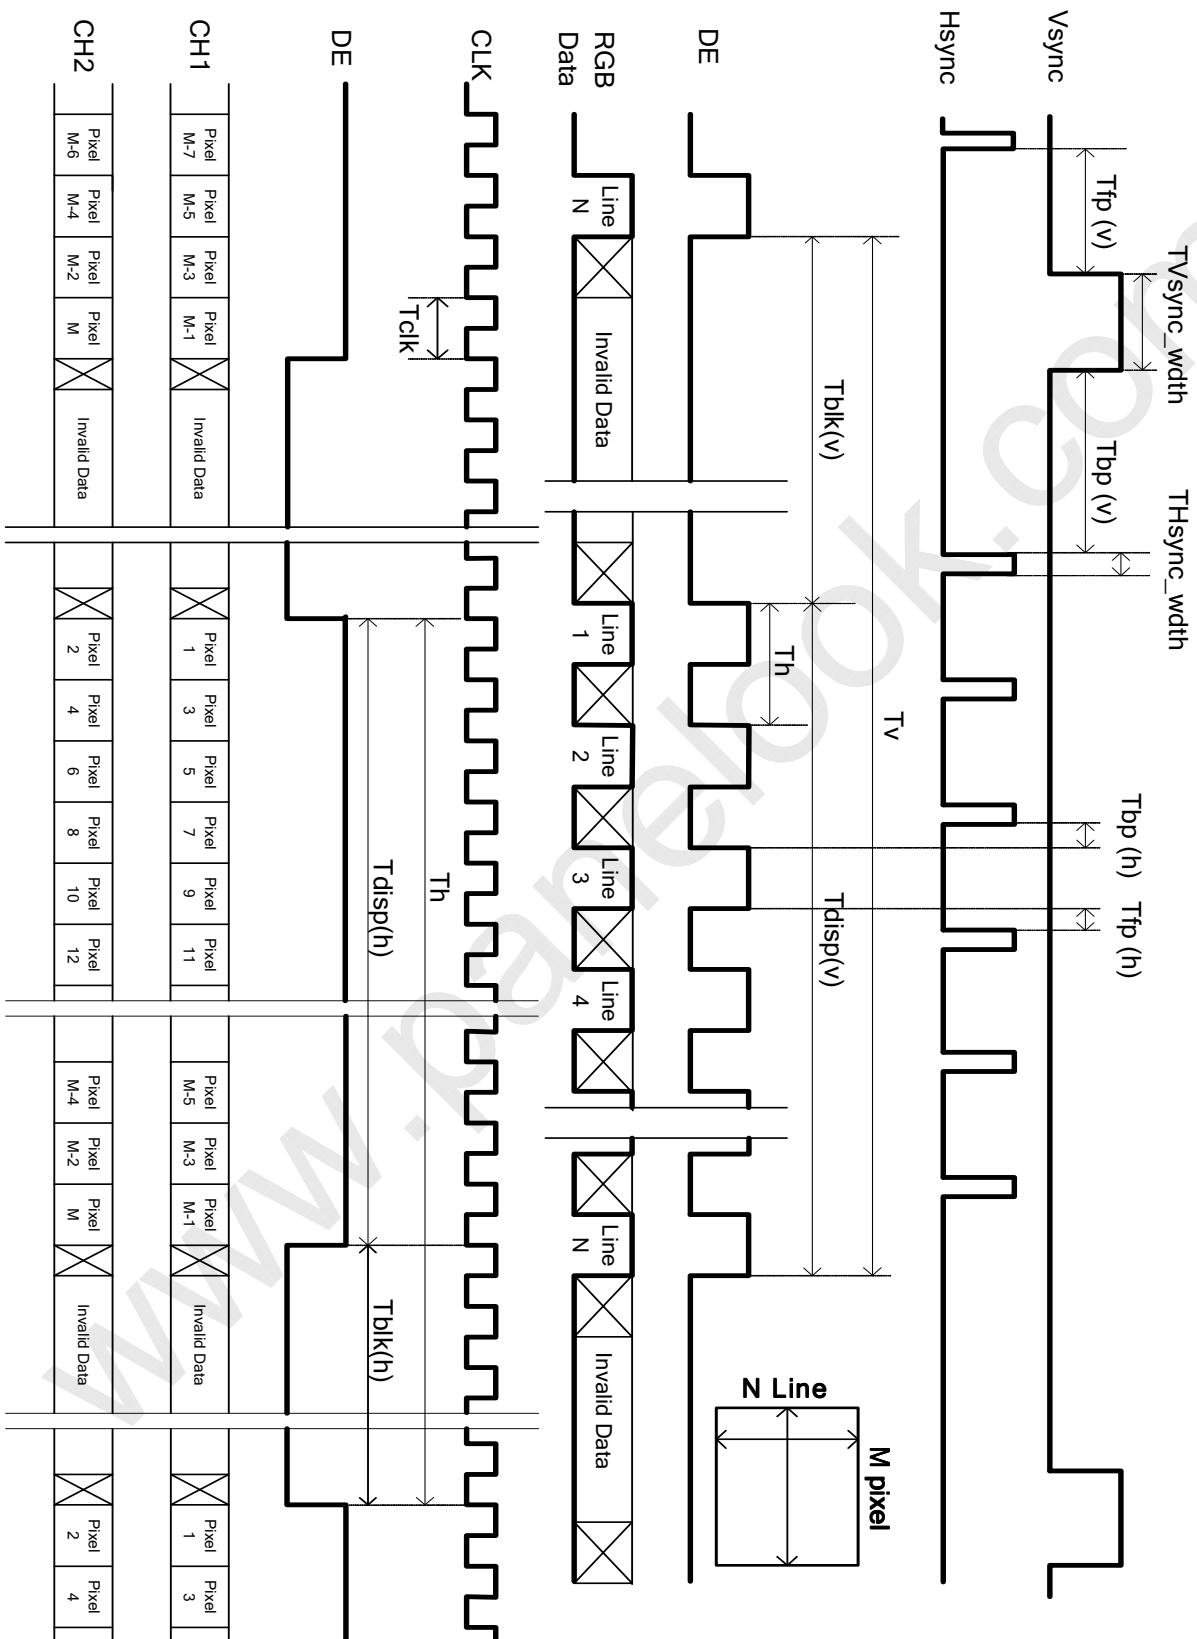 Vsync
TVsync_wdth
Tfp (v)
Tbp (v)
THsync_wdth
Hsync
Tbp (h)
Tfp (h)
Tv
Tblk(v)
Tdisp(v)
Th
DE
RGB
Data
Line
N
Invalid Data
Line
1
Line
2
Line
3
Line
4
Line
N
Invalid Data
N Line
M pixel
CLK
Tclk
Th
Tdisp(h)
Tblk(h)
DE
CH1
Pixel
M-7
Pixel
M-5
Pixel
M-3
Pixel
M-1
Invalid Data
Pixel
1
Pixel
3
Pixel
5
Pixel
7
Pixel
9
Pixel
11
Pixel
M-5
Pixel
M-3
Pixel
M-1
Invalid Data
Pixel
1
Pixel
3
CH2
Pixel
M-6
Pixel
M-4
Pixel
M-2
Pixel
M
Invalid Data
Pixel
2
Pixel
4
Pixel
6
Pixel
8
Pixel
10
Pixel
12
Pixel
M-4
Pixel
M-2
Pixel
M
Invalid Data
Pixel
2
Pixel
4
www.panelook.com